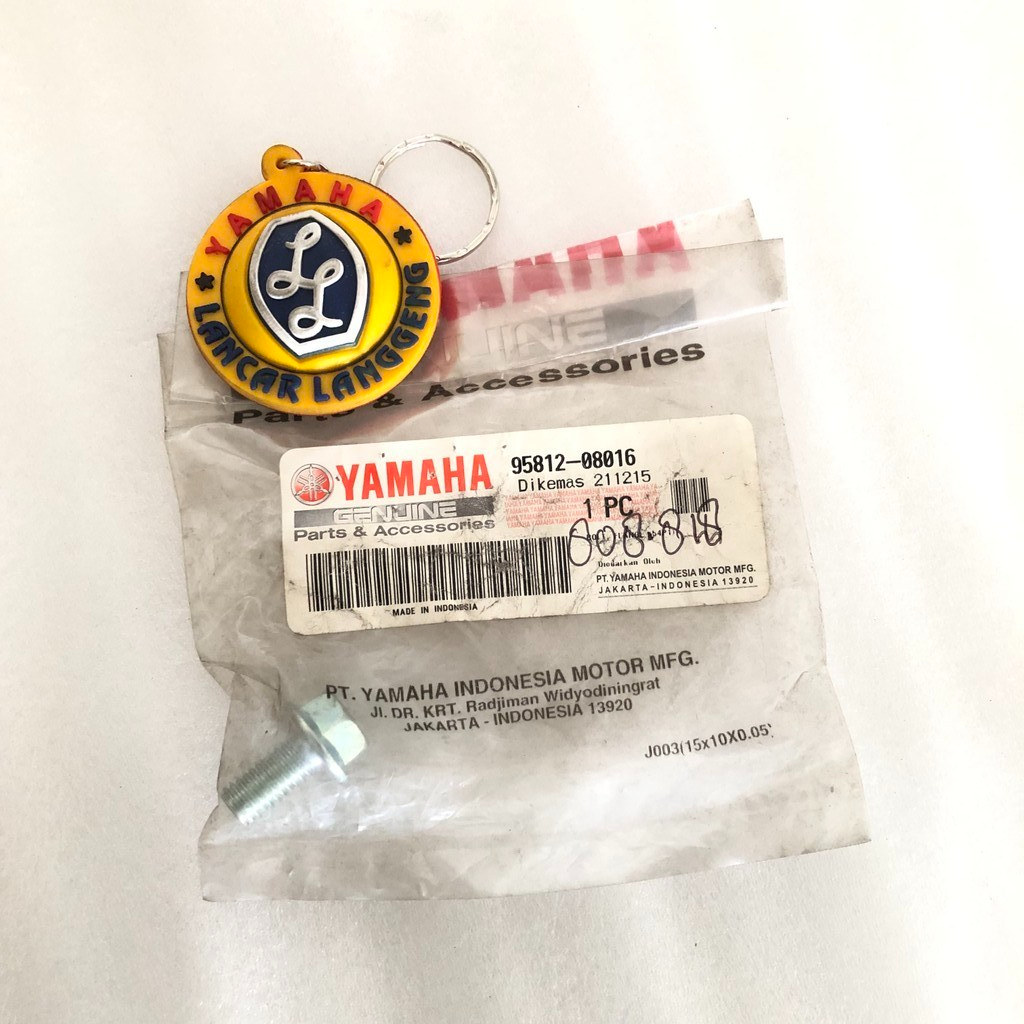 YAMAHA
LANCAR LANGGENG
Parts & Accessories
YAMAHA
GENUINE
Parts & Accessories
95812-08016
Dikemas 211215
1 PC
808818
Diedarkan Oleh
PT.YAMAHA INDONESIA MOTOR MFG.
JAKARTA-INDONESIA 13920
MADE IN INDONESIA
PT. YAMAHA INDONESIA MOTOR MFG.
Jl. DR. KRT. Radjiman Widyodiningrat
JAKARTA - INDONESIA 13920
J003(15x10X0.05)